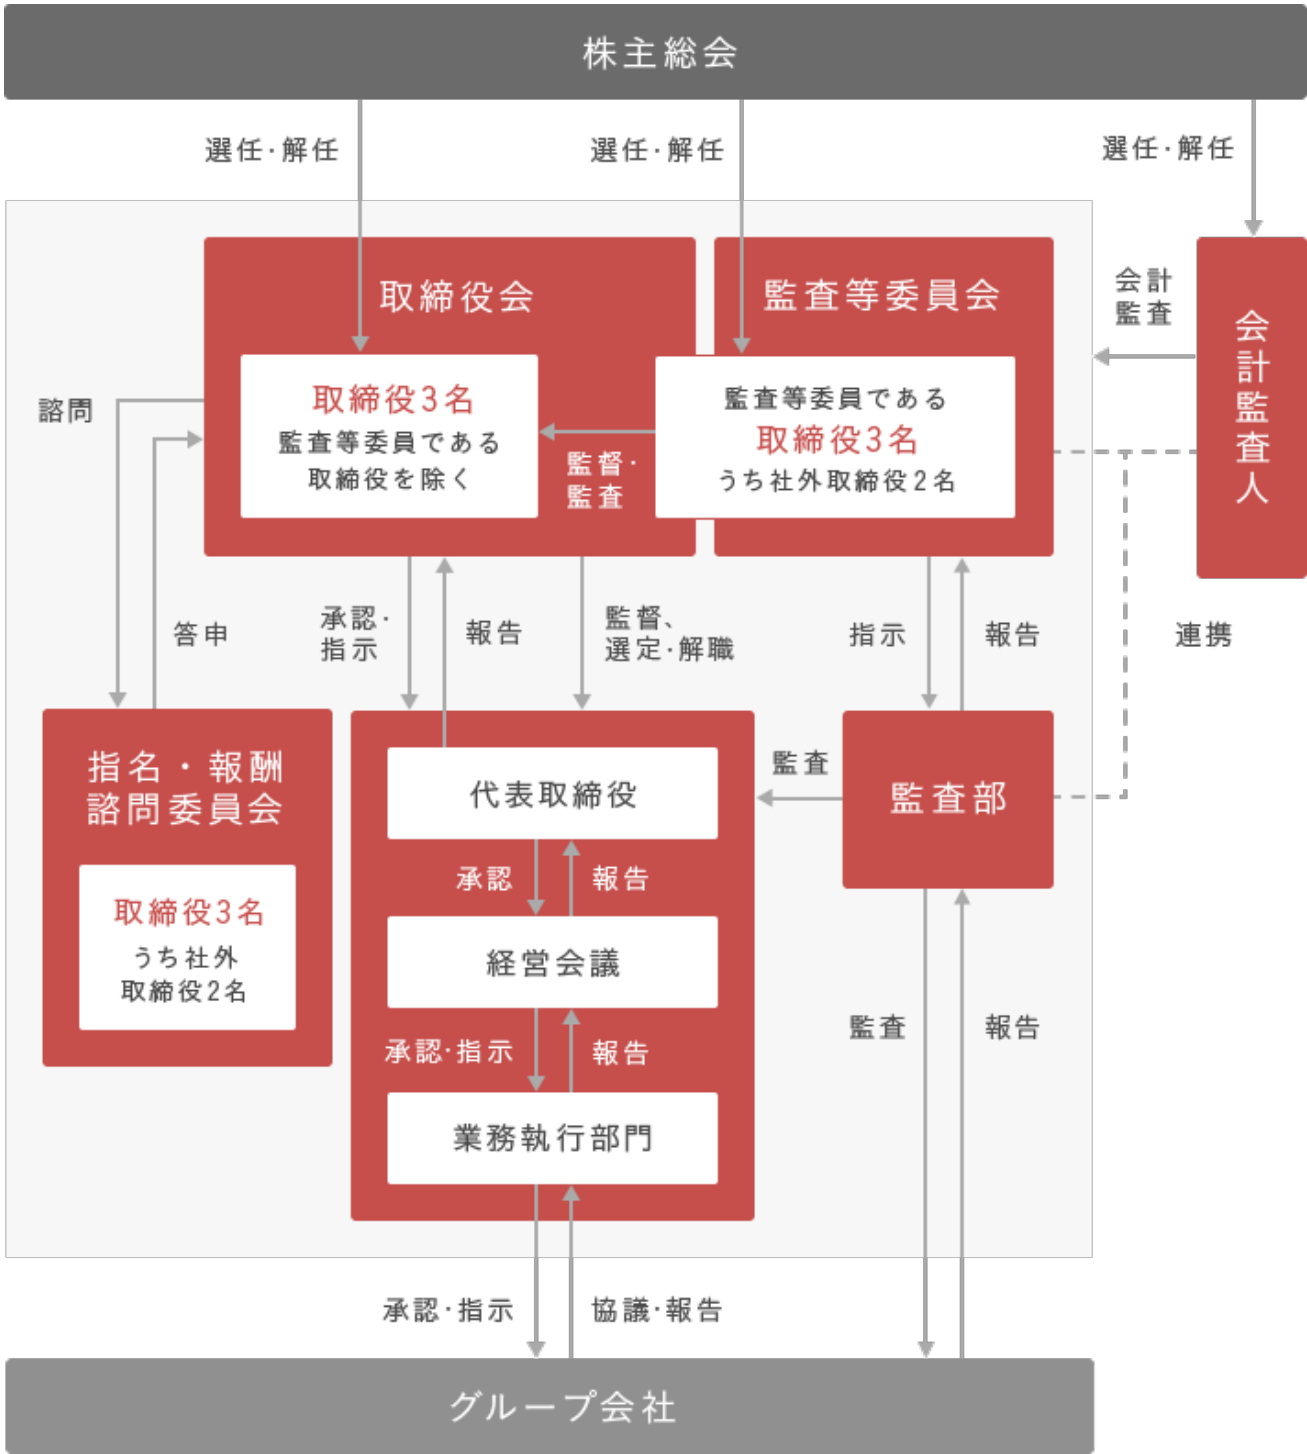 株主総会
選任・解任
選任・解任
選任・解任
取締役会
監査等委員会
会計
監査
会計監査人
取締役3名
監査等委員である
取締役を除く
監査等委員である
取締役3名
うち社外取締役2名
監督・
監査
諮問
答申
承認・
指示
報告
監督、
選定・解職
指示
報告
連携
指名・報酬
諮問委員会
取締役3名
うち社外
取締役2名
代表取締役
監査
監査部
承認
報告
経営会議
承認・指示
報告
業務執行部門
監査
報告
承認・指示
協議・報告
グループ会社